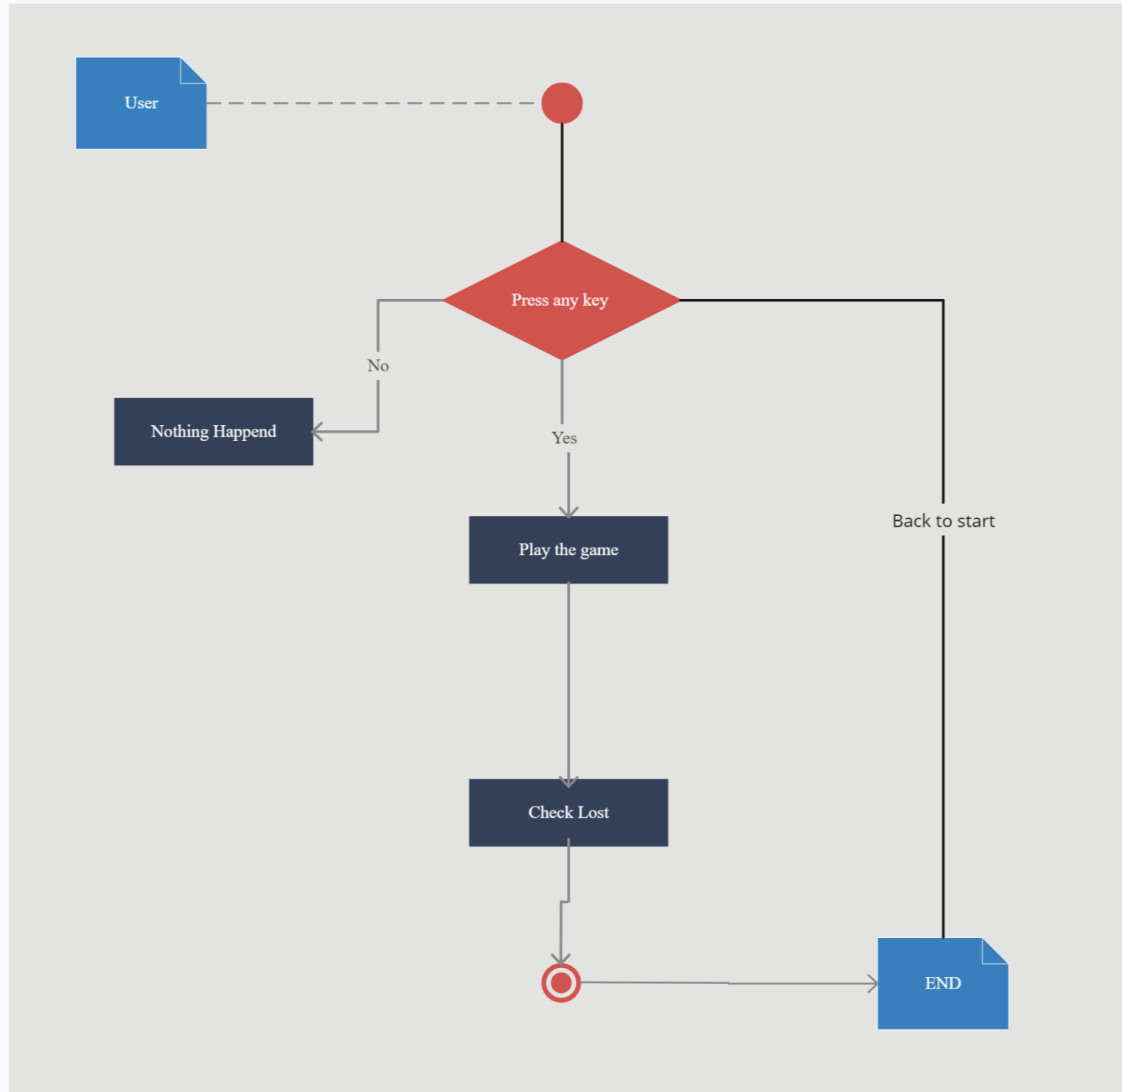 User
Press any key
No
Nothing Happend
Yes
Back to start
Play the game
Check Lost
END